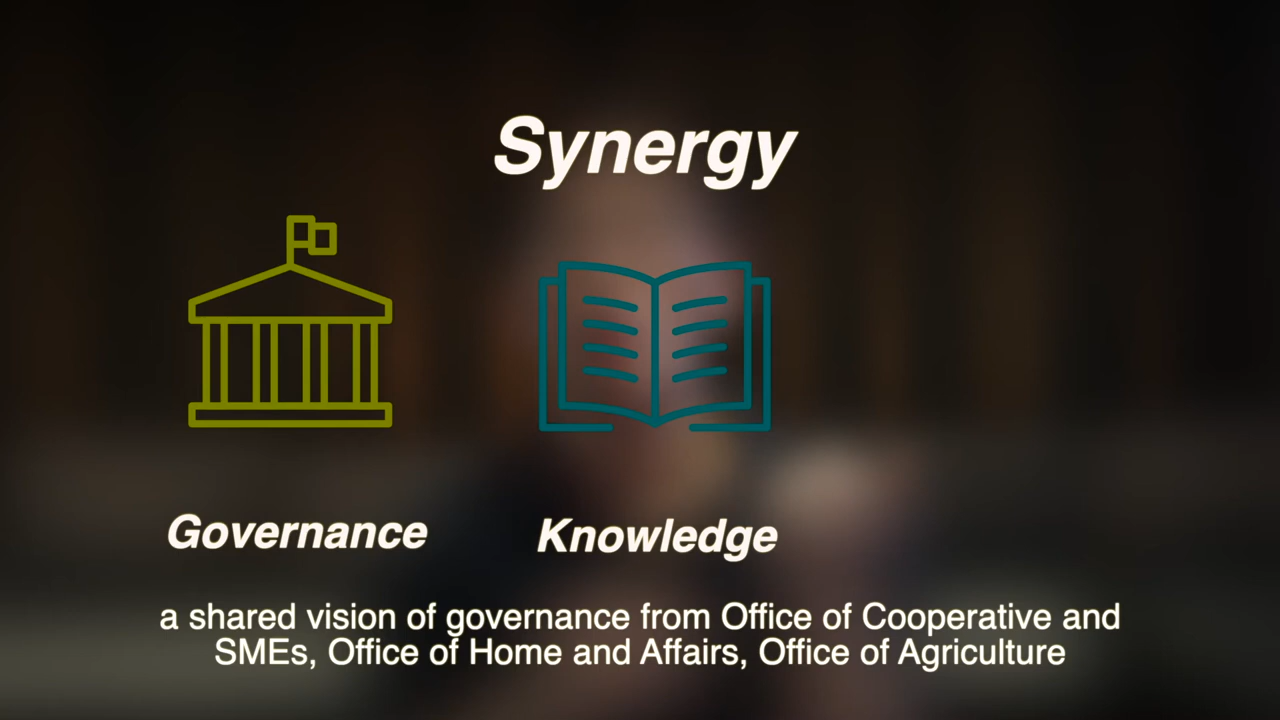 Synergy
Governance
Knowledge
a shared vision of governance from Office of Cooperative and
SMEs, Office of Home and Affairs, Office of Agriculture